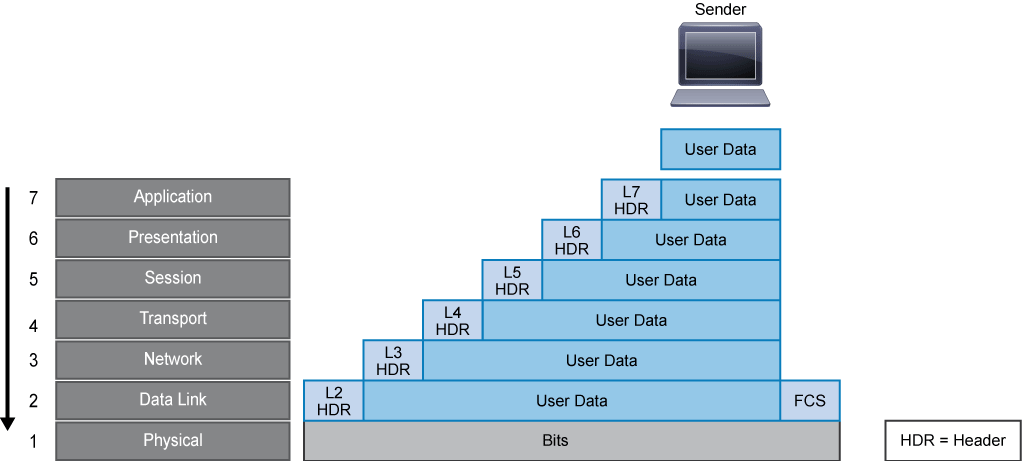 Sender
User Data
7 Application L7 HDR User Data
6 Presentation L6 HDR User Data
5 Session L5 HDR User Data
4 Transport L4 HDR User Data
3 Network L3 HDR User Data
2 Data Link L2 HDR User Data FCS
1 Physical Bits
HDR = Header